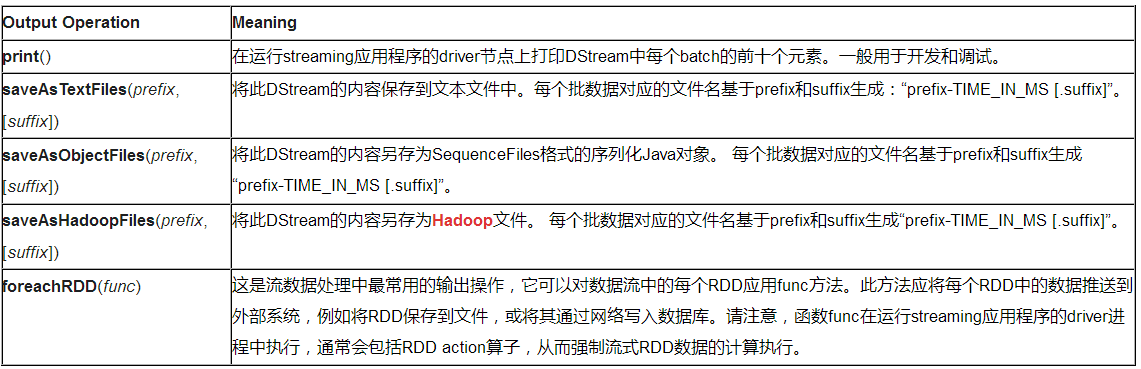 Output Operation Meaning
print() 在运行streaming应用程序的driver节点上打印DStream中每个batch的前十个元素。一般用于开发和调试。
saveAsTextFiles(prefix, 将此DStream的内容保存到文本文件中。每个批数据对应的文件名基于prefix和suffix生成：“prefix-TIME_IN_MS [.suffix]”。
[suffix])
saveAsObjectFiles(prefix, 将此DStream的内容另存为SequenceFiles格式的序列化Java对象。 每个批数据对应的文件名基于prefix和suffix生成
[suffix]) “prefix-TIME_IN_MS [.suffix]”。
saveAsHadoopFiles(prefix, 将此DStream的内容另存为Hadoop文件。 每个批数据对应的文件名基于prefix和suffix生成“prefix-TIME_IN_MS [.suffix]”。
[suffix])
foreachRDD(func) 这是流数据处理中最常用的输出操作，它可以对数据流中的每个RDD应用func方法。此方法应将每个RDD中的数据推送到
外部系统，例如将RDD保存到文件，或将其通过网络写入数据库。请注意，函数func在运行streaming应用程序的driver进
程中执行，通常会包括RDD action算子，从而强制流式RDD数据的计算执行。